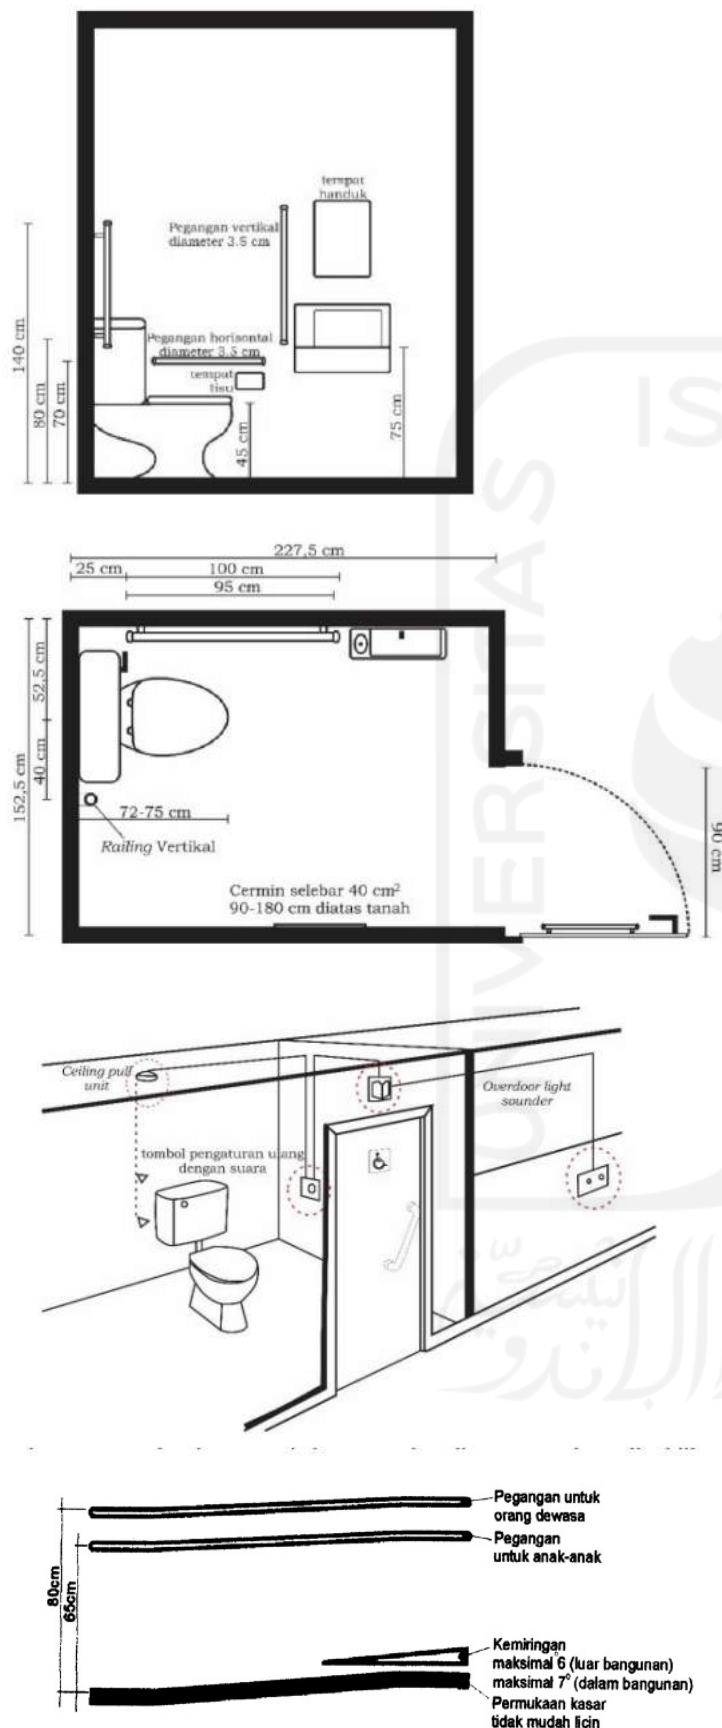 tempat
handuk
Pegangan vertikal
diameter 3.5 cm
Pegangan horisontal
diameter 3.5 cm
tempat
tisu
140 cm
80 cm
70 cm
45 cm
75 cm
227,5 cm
25 cm
100 cm
95 cm
52,5 cm
40 cm
152,5 cm
72-75 cm
Railing Vertikal
90 cm
Cermin selebar 40 cm²
90-180 cm diatas tanah
Ceiling pull
unit
Overdoor light
sounder
tombol pengaturan ulang
dengan suara
Pegangan untuk
orang dewasa
Pegangan
untuk anak-anak
80cm
65cm
Kemiringan
maksimal 6° (luar bangunan)
maksimal 7° (dalam bangunan)
Permukaan kasar
tidak mudah licin
UNIVERSITAS
IS